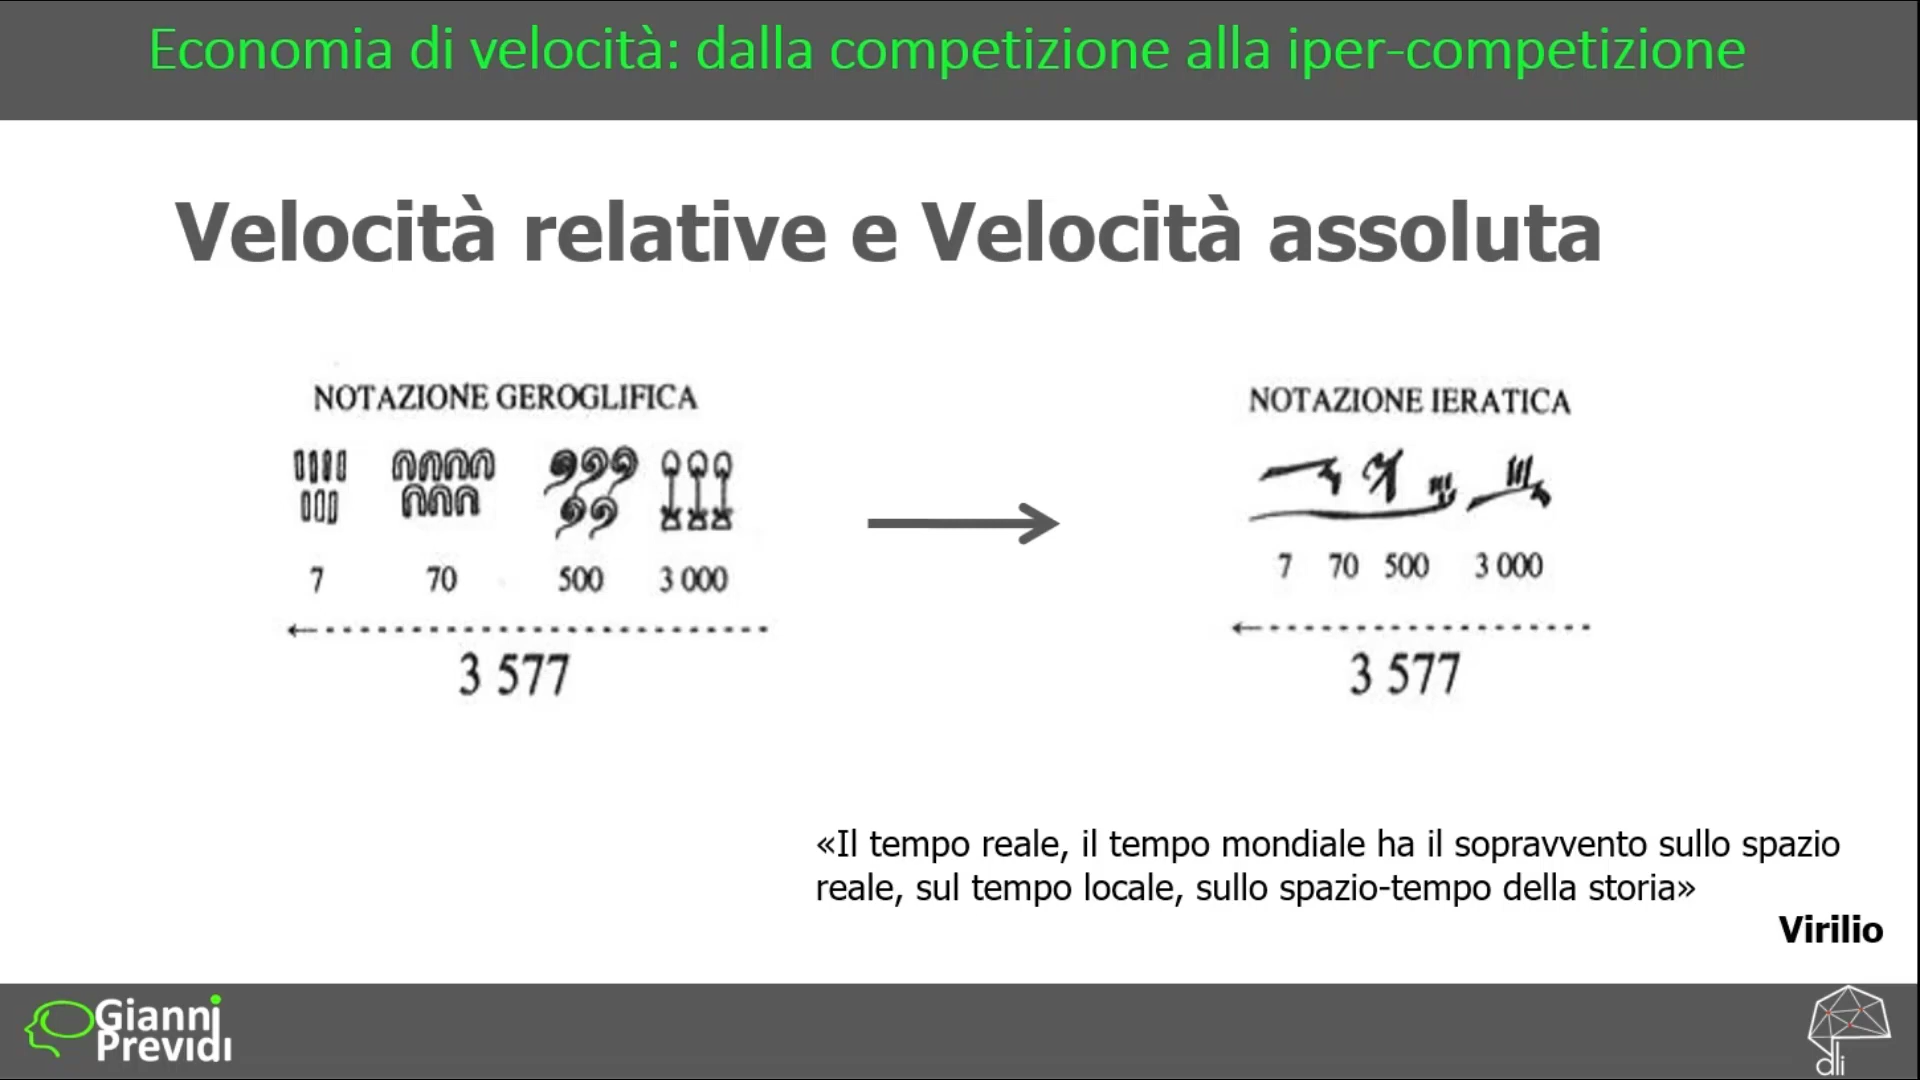 Economia di velocità: dalla competizione alla iper-competizione
Velocità relative e Velocità assoluta
NOTAZIONE GEROGLIFICA
7 70 500 3 000
3 577
NOTAZIONE IERATICA
7 70 500 3 000
3 577
«Il tempo reale, il tempo mondiale ha il sopravvento sullo spazio
reale, sul tempo locale, sullo spazio-tempo della storia»
Virilio
Gianni
Previdi
dli